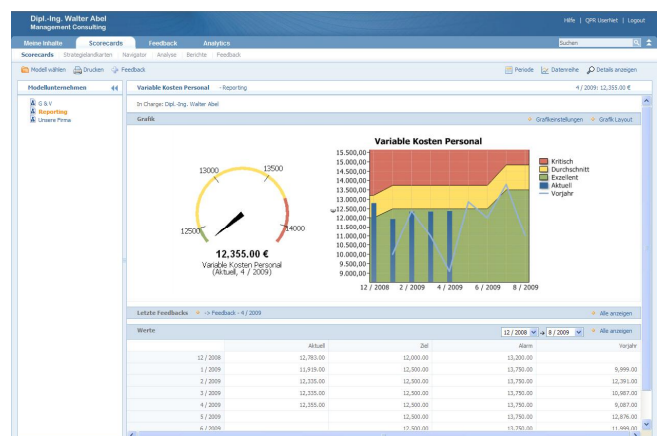 Dipl.-Ing. Walter Abel
Management Consulting
Hilfe | QPR UserNet | Logout
Meine Inhalte Scorecards Feedback Analytics
Suchen
Scorecards Strategielandkarten Navigator Analyse Berichte Feedback
Modell wählen Drucken Feedback
Periode Datenreihe Details anzeigen
Modellunternehmen
G & V
Reporting
Unsere Firma
Variable Kosten Personal - Reporting
4 / 2009: 12,355.00 €
In Charge: Dipl.-Ing. Walter Abel
Grafik
Grafikeinstellungen Grafik Layout
12500
13000
13500
14000
12,355.00 €
Variable Kosten Personal
(Aktuell, 4 / 2009)
Variable Kosten Personal
15.500,00
15.000,00
14.500,00
14.000,00
13.500,00
13.000,00
12.500,00
12.000,00
11.500,00
11.000,00
10.500,00
10.000,00
9.500,00
9.000,00
€
12 / 2008 2 / 2009 4 / 2009 6 / 2009 8 / 2009
Kritisch
Durchschnitt
Exzellent
Aktuell
Vorjahr
Letzte Feedbacks -> Feedback - 4 / 2009
Alle anzeigen
Werte
12 / 2008 -> 8 / 2009 Alle anzeigen
Aktuell Ziel Alarm Vorjahr
12 / 2008 12,783.00 12,000.00 13,200.00
1 / 2009 11,919.00 12,500.00 13,750.00 9,999.00
2 / 2009 12,335.00 12,500.00 13,750.00 12,391.00
3 / 2009 12,335.00 12,500.00 13,750.00 10,987.00
4 / 2009 12,355.00 12,500.00 13,750.00 9,087.00
5 / 2009 12,500.00 13,750.00 12,876.00
6 / 2009 12,500.00 13,750.00 11,999.00